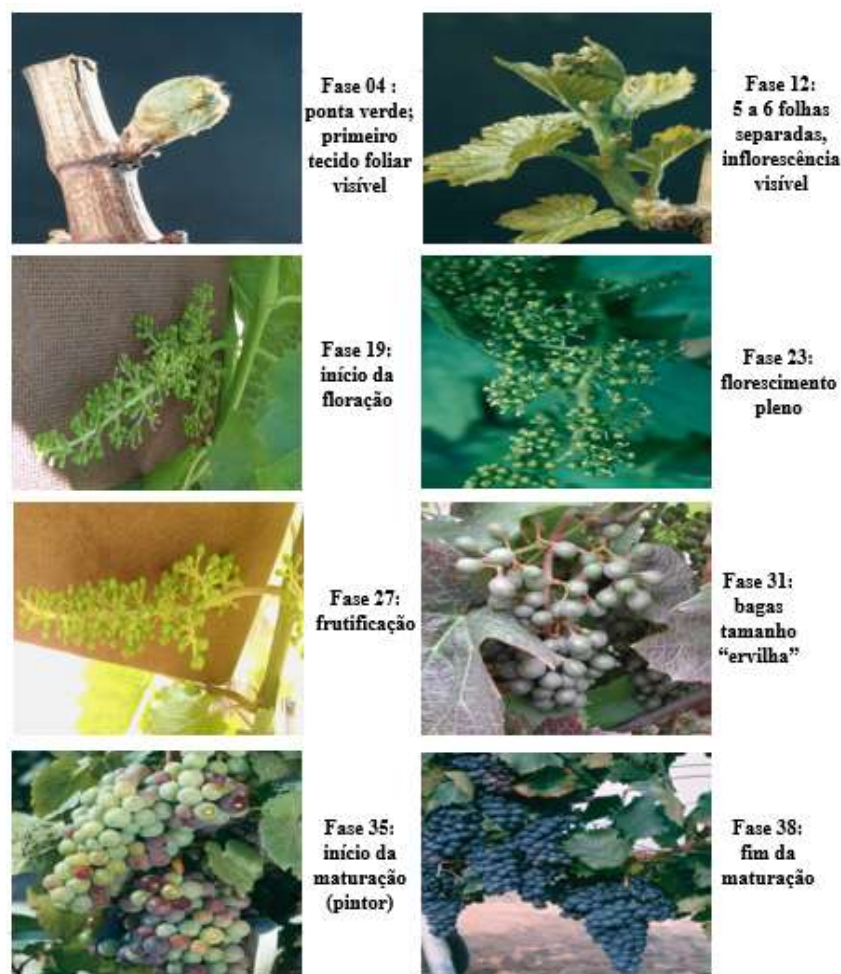 Fase 04 :
ponta verde;
primeiro
tecido foliar
visível
Fase 12:
5 a 6 folhas
separadas,
inflorescência
visível
Fase 19:
início da
floração
Fase 23:
florescimento
pleno
Fase 27:
frutificação
Fase 31:
bagas
tamanho
“ervilha”
Fase 35:
início da
maturação
(pintor)
Fase 38:
fim da
maturação